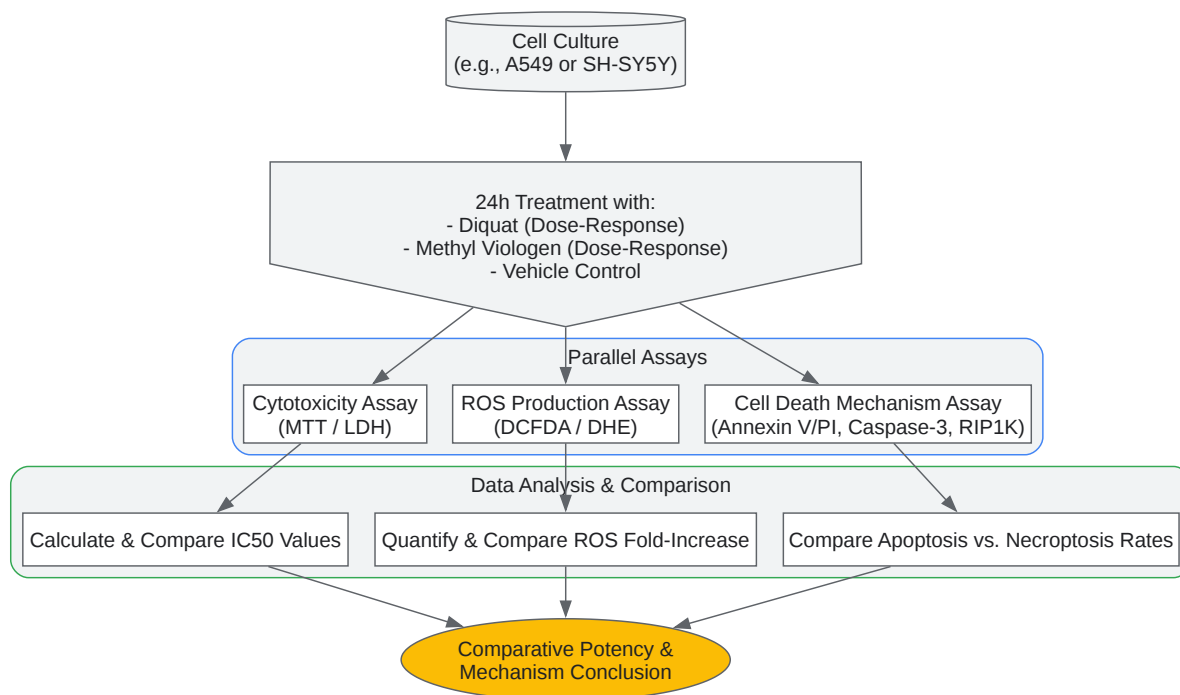 Cell Culture
(e.g., A549 or SH-SY5Y)
24h Treatment with:
- Diquat (Dose-Response)
- Methyl Viologen (Dose-Response)
- Vehicle Control
Parallel Assays
Cytotoxicity Assay
(MTT / LDH)
ROS Production Assay
(DCFDA / DHE)
Cell Death Mechanism Assay
(Annexin V/PI, Caspase-3, RIP1K)
Data Analysis & Comparison
Calculate & Compare IC50 Values
Quantify & Compare ROS Fold-Increase
Compare Apoptosis vs. Necroptosis Rates
Comparative Potency &
Mechanism Conclusion